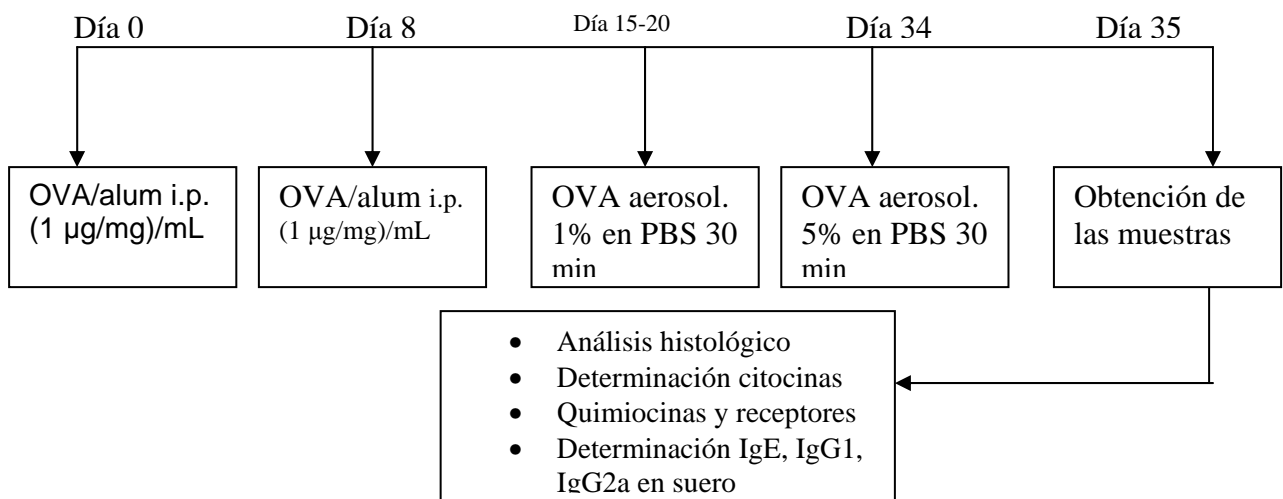 Día 0
Día 8
Día 15-20
Día 34
Día 35
OVA/alum i.p.
(1 μg/mg)/mL
OVA/alum i.p.
(1 μg/mg)/mL
OVA aerosol.
1% en PBS 30
min
OVA aerosol.
5% en PBS 30
min
Obtención de
las muestras
• Análisis histológico
• Determinación citocinas
• Quimiocinas y receptores
• Determinación IgE, IgG1,
IgG2a en suero